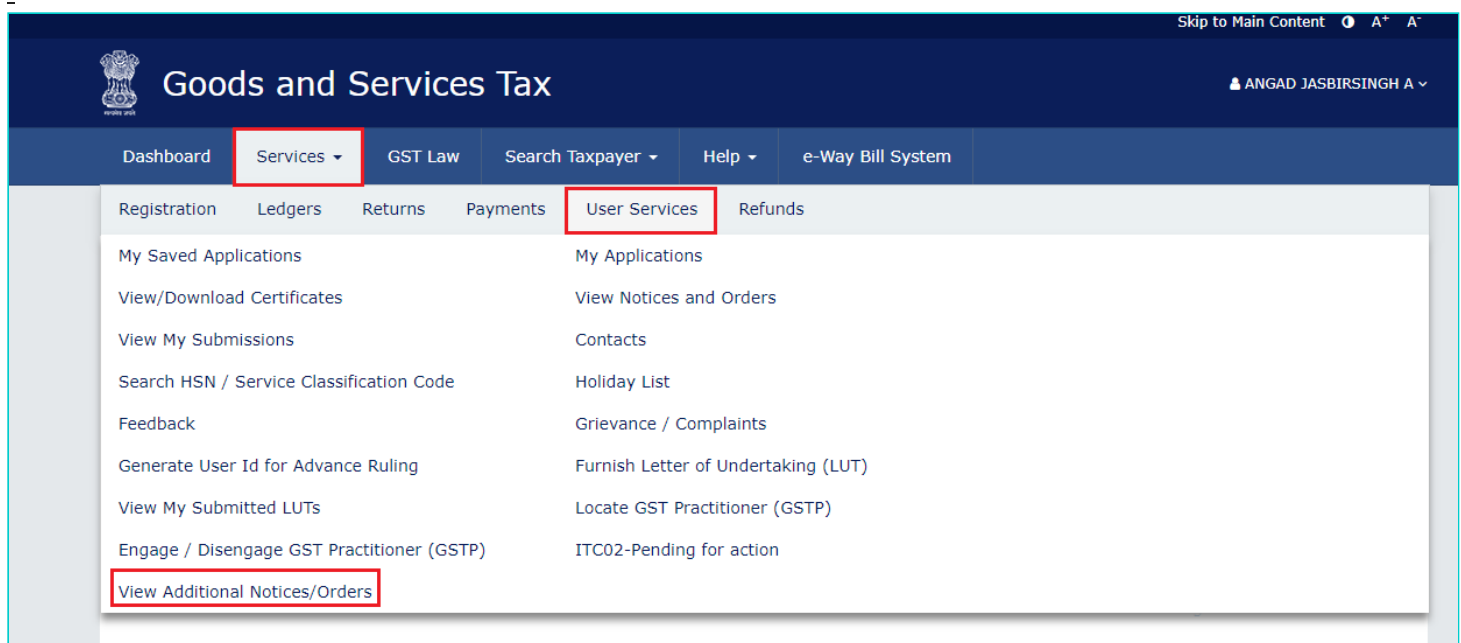 Skip to Main Content A+ A-
Goods and Services Tax
ANGAD JASBIRSINGH A
Dashboard Services GST Law Search Taxpayer Help e-Way Bill System
Registration Ledgers Returns Payments User Services Refunds
My Saved Applications My Applications
View/Download Certificates View Notices and Orders
View My Submissions Contacts
Search HSN / Service Classification Code Holiday List
Feedback Grievance / Complaints
Generate User Id for Advance Ruling Furnish Letter of Undertaking (LUT)
View My Submitted LUTs Locate GST Practitioner (GSTP)
Engage / Disengage GST Practitioner (GSTP) ITC02-Pending for action
View Additional Notices/Orders